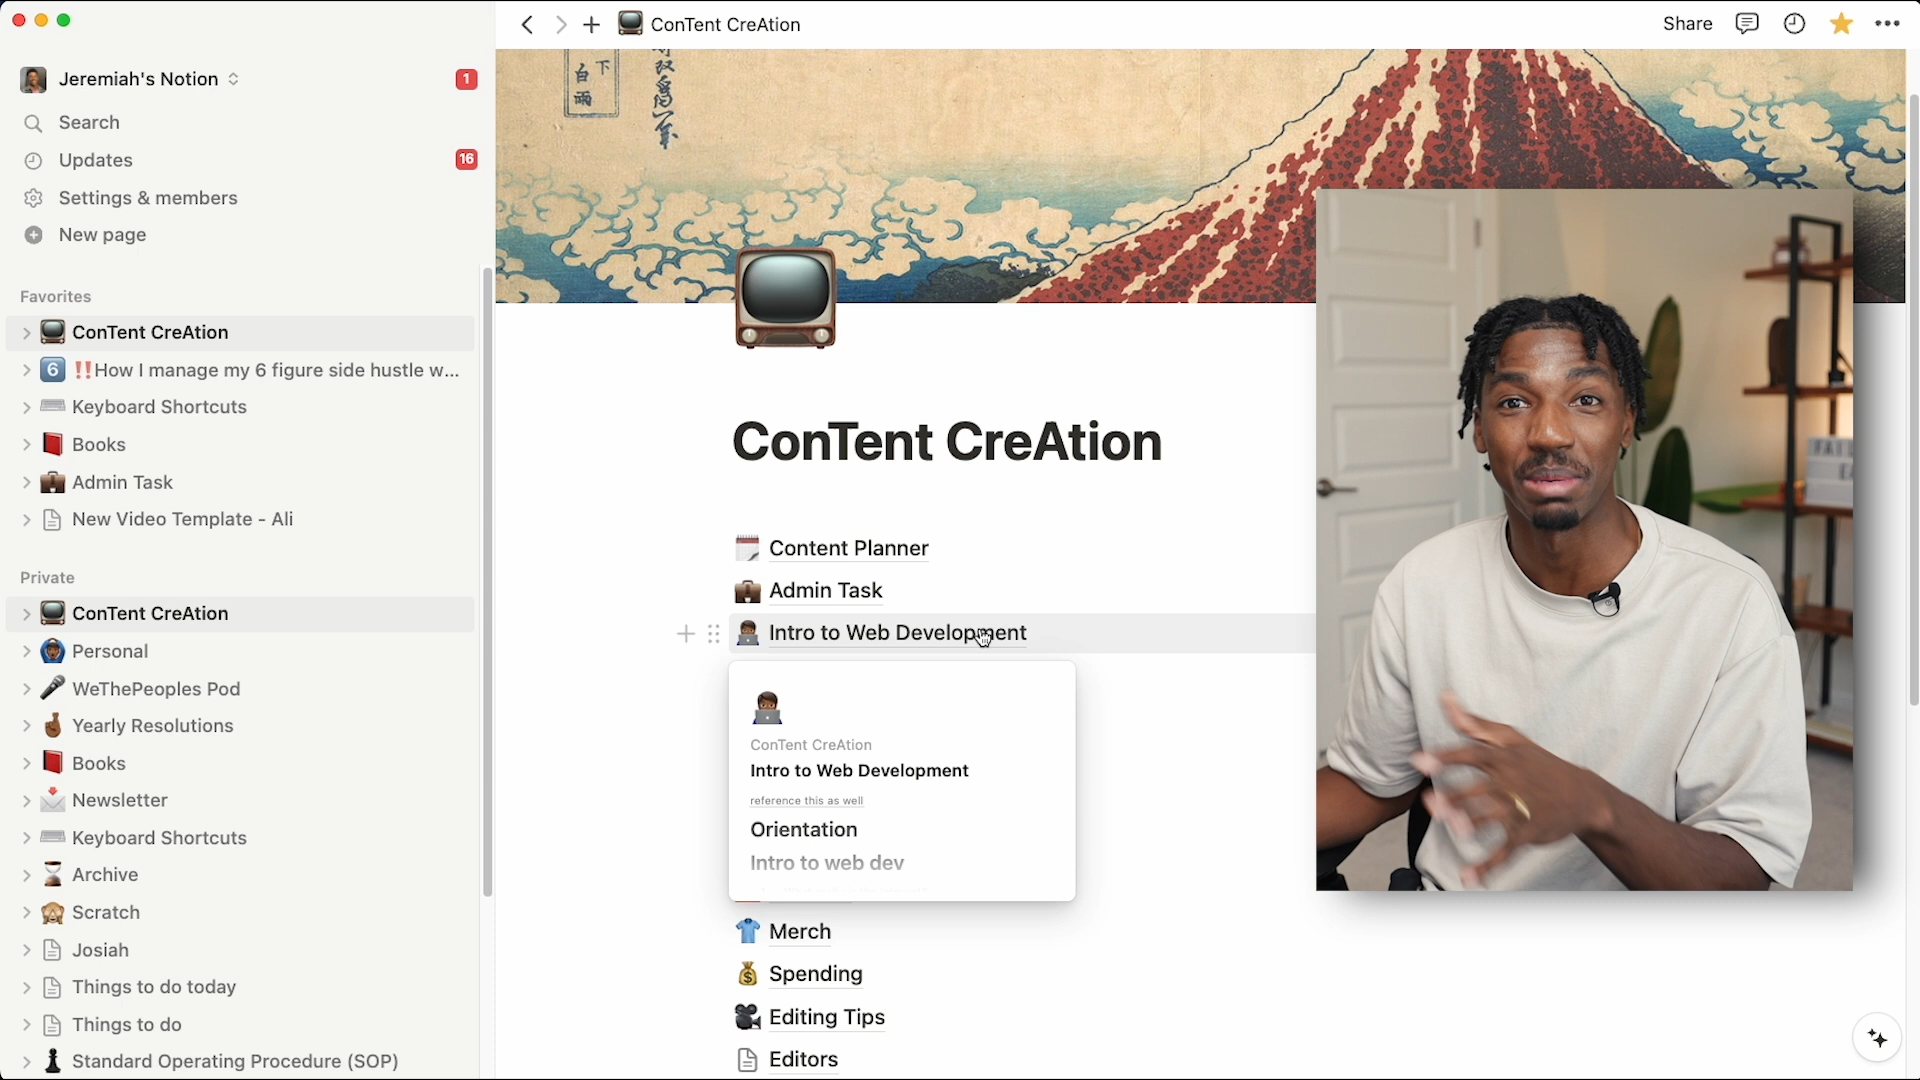 ConTent CreAtion
Share
Jeremiah's Notion
1
Search
Updates
16
Settings & members
New page
Favorites
ConTent CreAtion
6 ‼️How I manage my 6 figure side hustle w...
Keyboard Shortcuts
Books
Admin Task
New Video Template - Ali
Private
ConTent CreAtion
Personal
WeThePeoples Pod
Yearly Resolutions
Books
Newsletter
Keyboard Shortcuts
Archive
Scratch
Josiah
Things to do today
Things to do
Standard Operating Procedure (SOP)
下
白
雨
ConTent CreAtion
Content Planner
Admin Task
Intro to Web Development
ConTent CreAtion
Intro to Web Development
reference this as well
Orientation
Intro to web dev
Merch
Spending
Editing Tips
Editors